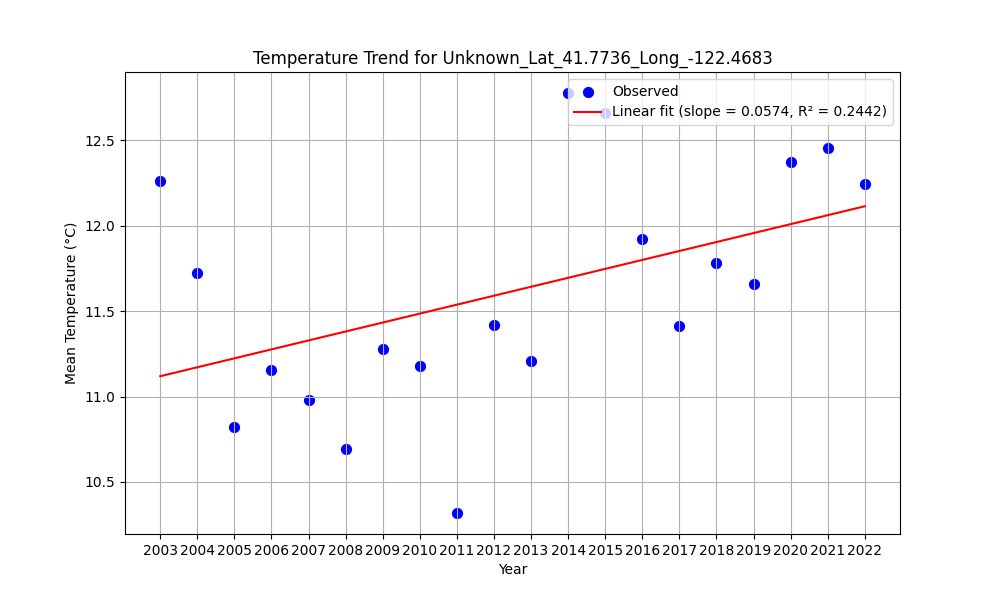 Temperature Trend for Unknown_Lat_41.7736_Long_-122.4683
Observed
Linear fit (slope = 0.0574, R² = 0.2442)
Mean Temperature (°C)
12.5
12.0
11.5
11.0
10.5
2003 2004 2005 2006 2007 2008 2009 2010 2011 2012 2013 2014 2015 2016 2017 2018 2019 2020 2021 2022
Year